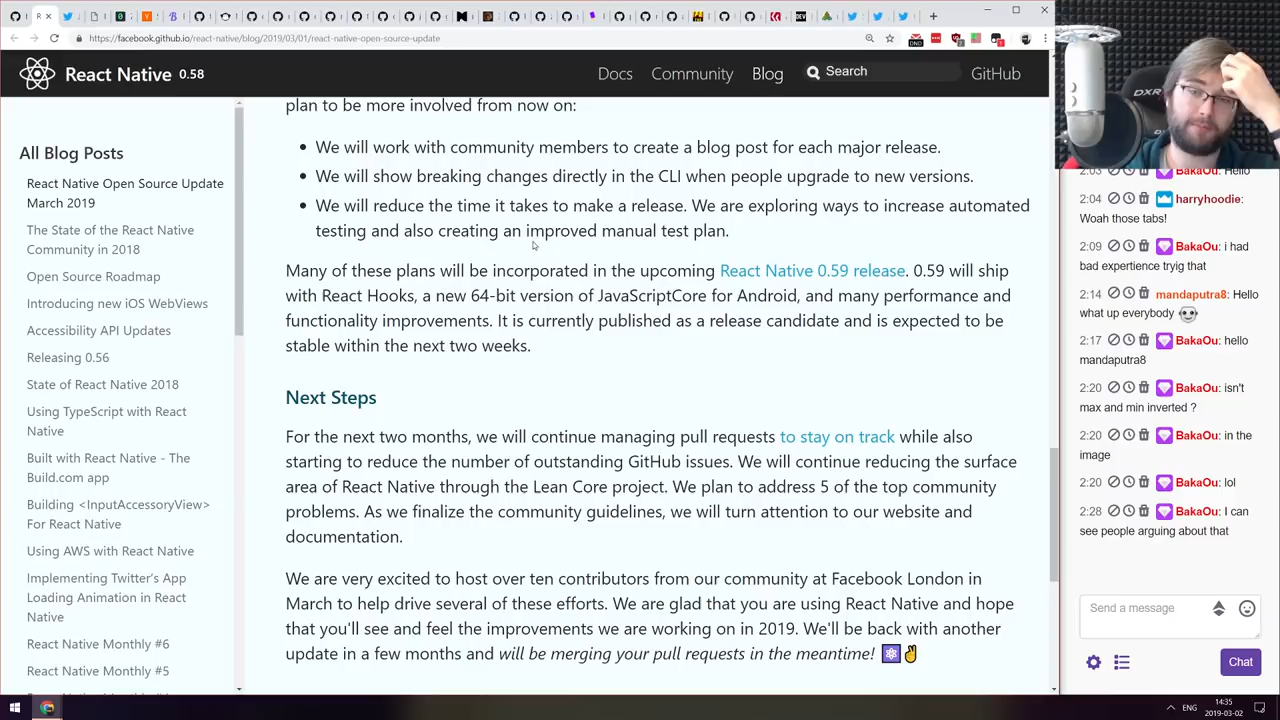 https://facebook.github.io/react-native/blog/2019/03/01/react-native-open-source-update
React Native 0.58
Docs
Community
Blog
Search
GitHub
All Blog Posts
React Native Open Source Update
March 2019
The State of the React Native
Community in 2018
Open Source Roadmap
Introducing new iOS WebViews
Accessibility API Updates
Releasing 0.56
State of React Native 2018
Using TypeScript with React
Native
Built with React Native - The
Build.com app
Building <InputAccessoryView>
For React Native
Using AWS with React Native
Implementing Twitter's App
Loading Animation in React
Native
React Native Monthly #6
React Native Monthly #5
plan to be more involved from now on:
• We will work with community members to create a blog post for each major release.
• We will show breaking changes directly in the CLI when people upgrade to new versions.
• We will reduce the time it takes to make a release. We are exploring ways to increase automated
testing and also creating an improved manual test plan.
Many of these plans will be incorporated in the upcoming React Native 0.59 release. 0.59 will ship
with React Hooks, a new 64-bit version of JavaScriptCore for Android, and many performance and
functionality improvements. It is currently published as a release candidate and is expected to be
stable within the next two weeks.
Next Steps
For the next two months, we will continue managing pull requests to stay on track while also
starting to reduce the number of outstanding GitHub issues. We will continue reducing the surface
area of React Native through the Lean Core project. We plan to address 5 of the top community
problems. As we finalize the community guidelines, we will turn attention to our website and
documentation.
We are very excited to host over ten contributors from our community at Facebook London in
March to help drive several of these efforts. We are glad that you are using React Native and hope
that you'll see and feel the improvements we are working on in 2019. We'll be back with another
update in a few months and will be merging your pull requests in the meantime! ⚛✌
DXR
2:03 BakaOu: Hello
2:04 harryhoodie:
Woah those tabs!
2:09 BakaOu: i had
bad expertience tryig that
2:14 mandaputra8: Hello
what up everybody
2:17 BakaOu: hello
mandaputra8
2:20 BakaOu: isn't
max and min inverted ?
2:20 BakaOu: in the
image
2:20 BakaOu: lol
2:28 BakaOu: I can
see people arguing about that
Send a message
Chat
ENG
14:35
2019-03-02